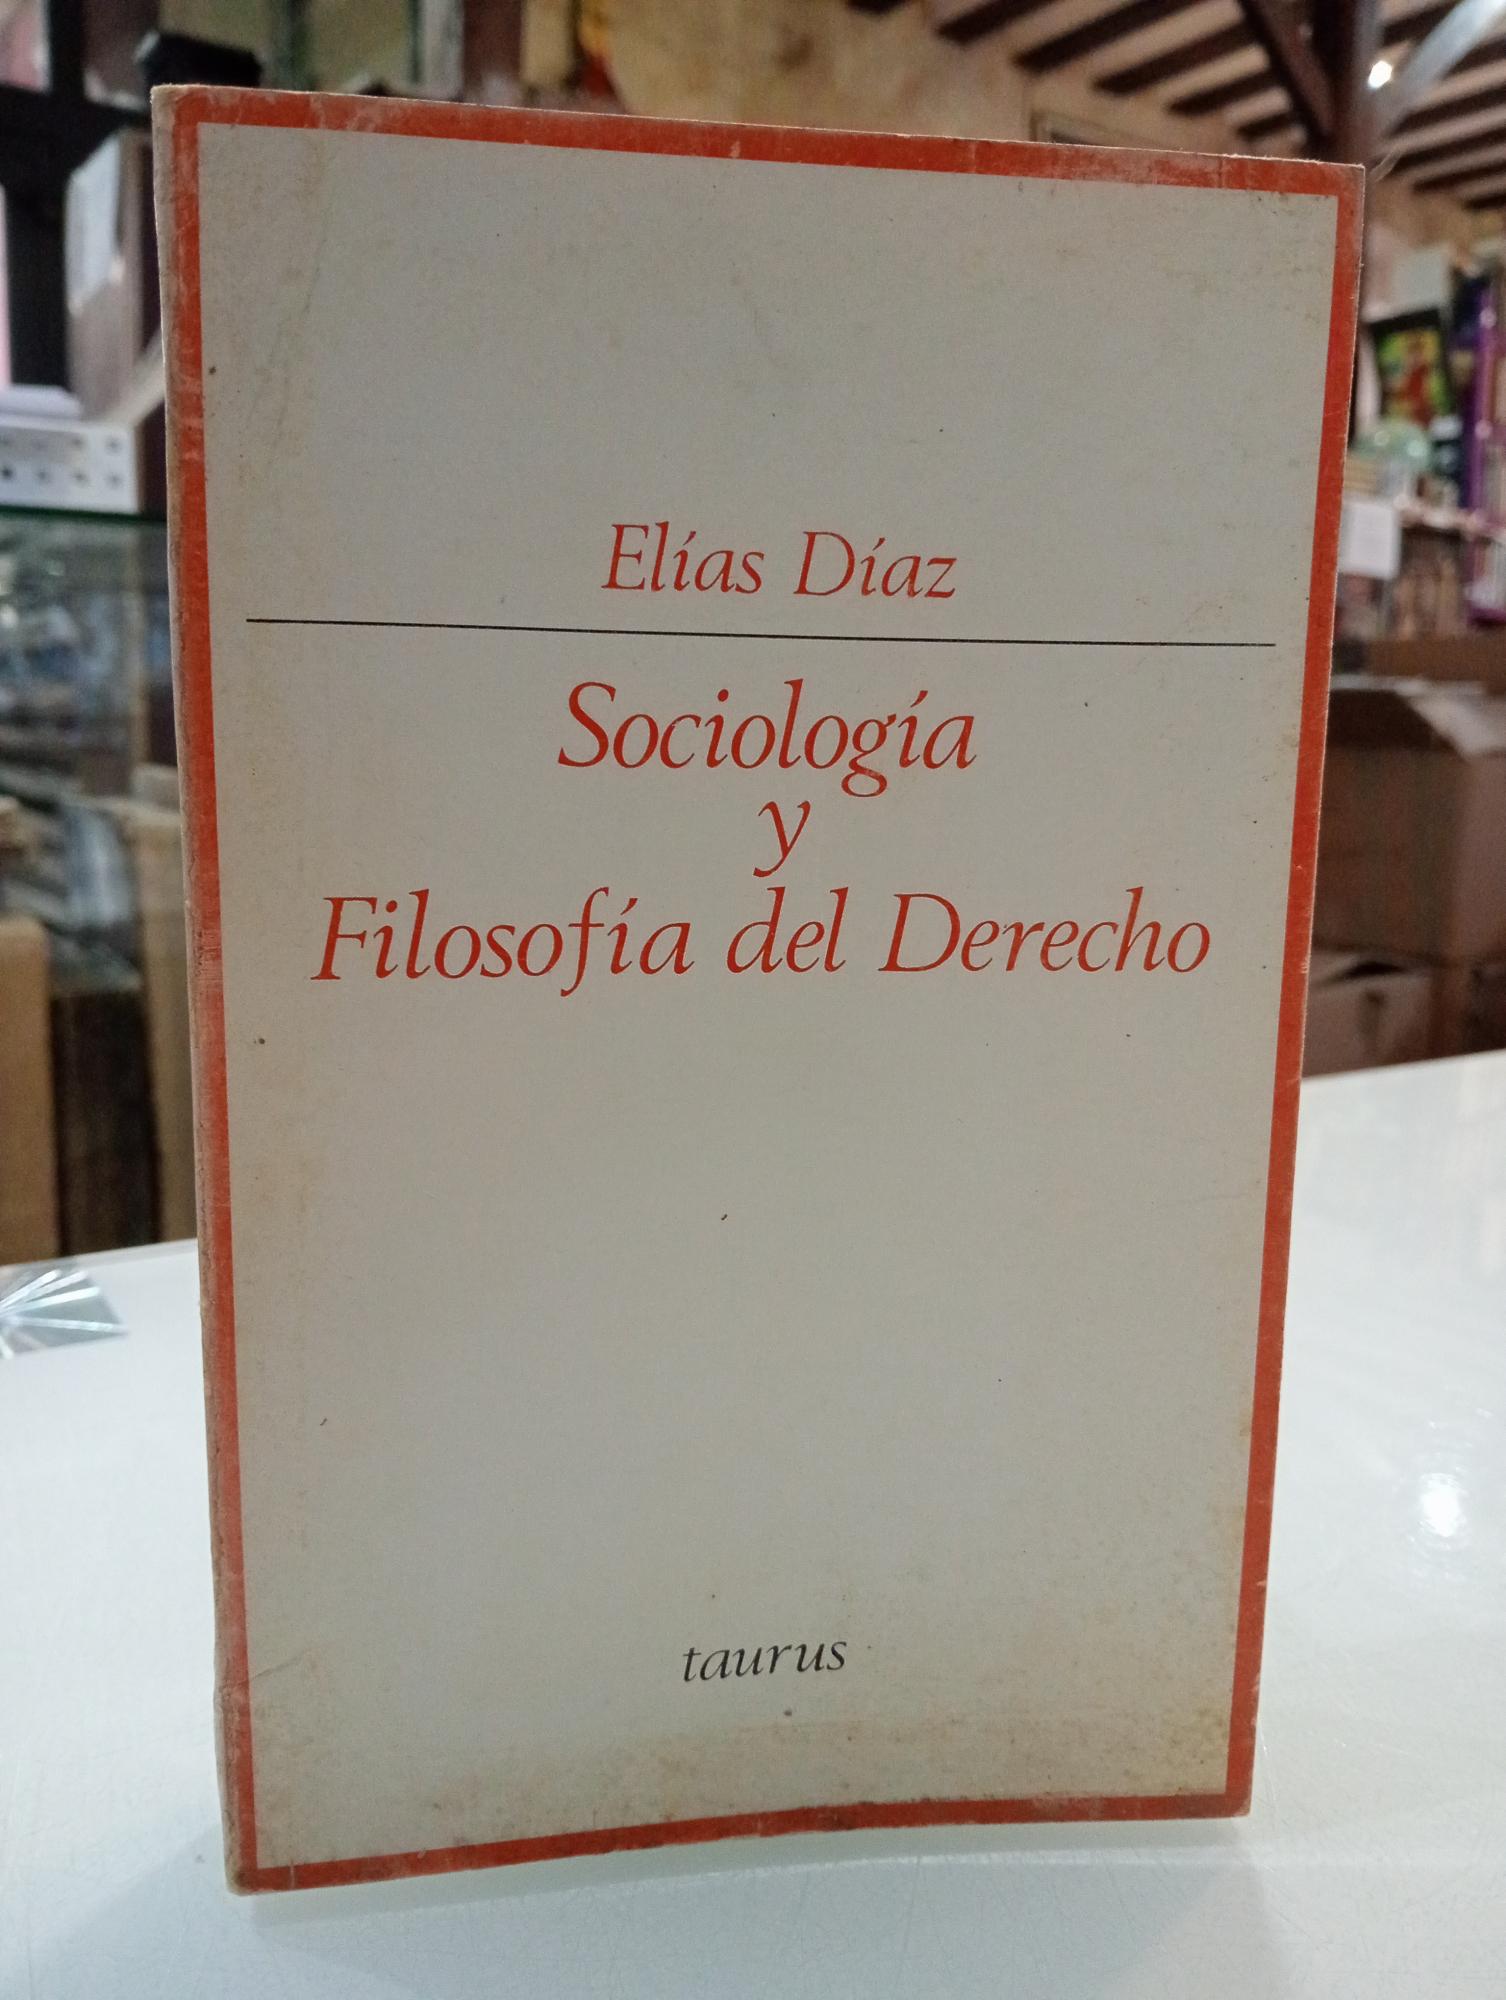 Elías Díaz
Sociología
y
Filosofía del Derecho
taurus